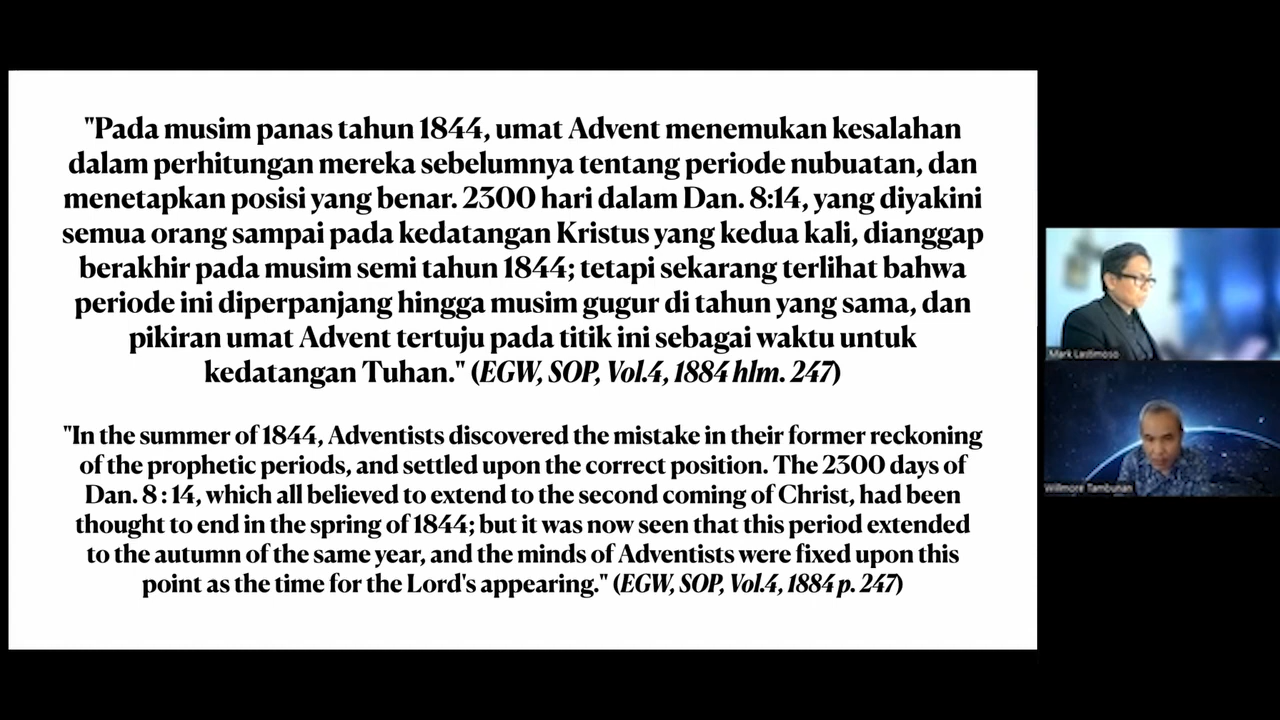 "Pada musim panas tahun 1844, umat Advent menemukan kesalahan
dalam perhitungan mereka sebelumnya tentang periode nubuatan, dan
menetapkan posisi yang benar. 2300 hari dalam Dan. 8:14, yang diyakini
semua orang sampai pada kedatangan Kristus yang kedua kali, dianggap
berakhir pada musim semi tahun 1844; tetapi sekarang terlihat bahwa
periode ini diperpanjang hingga musim gugur di tahun yang sama, dan
pikiran umat Advent tertuju pada titik ini sebagai waktu untuk
kedatangan Tuhan." (EGW, SOP, Vol.4, 1884 hlm. 247)
"In the summer of 1844, Adventists discovered the mistake in their former reckoning
of the prophetic periods, and settled upon the correct position. The 2300 days of
Dan. 8 : 14, which all believed to extend to the second coming of Christ, had been
thought to end in the spring of 1844; but it was now seen that this period extended
to the autumn of the same year, and the minds of Adventists were fixed upon this
point as the time for the Lord's appearing." (EGW, SOP, Vol.4, 1884 p. 247)
Mark Lastimoso
Willmore Tambunan